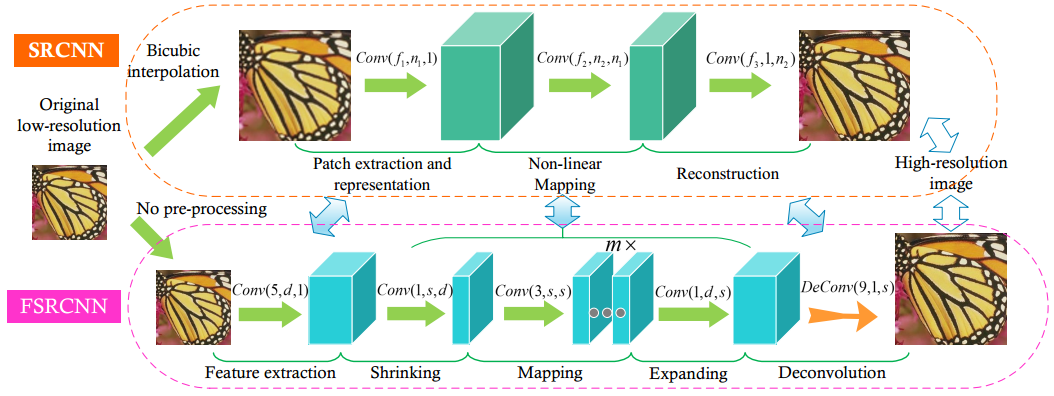 SRCNN
Bicubic
interpolation
Original
low-resolution
image
Conv(f₁,n₁,1)
Conv(f₂,n₂,n₁)
Conv(f₃,1,n₂)
Patch extraction and
representation
Non-linear
Mapping
Reconstruction
High-resolution
image
No pre-processing
FSRCNN
m ×
Conv(5,d,1)
Conv(1,s,d)
Conv(3,s,s)
Conv(1,d,s)
DeConv(9,1,s)
Feature extraction
Shrinking
Mapping
Expanding
Deconvolution